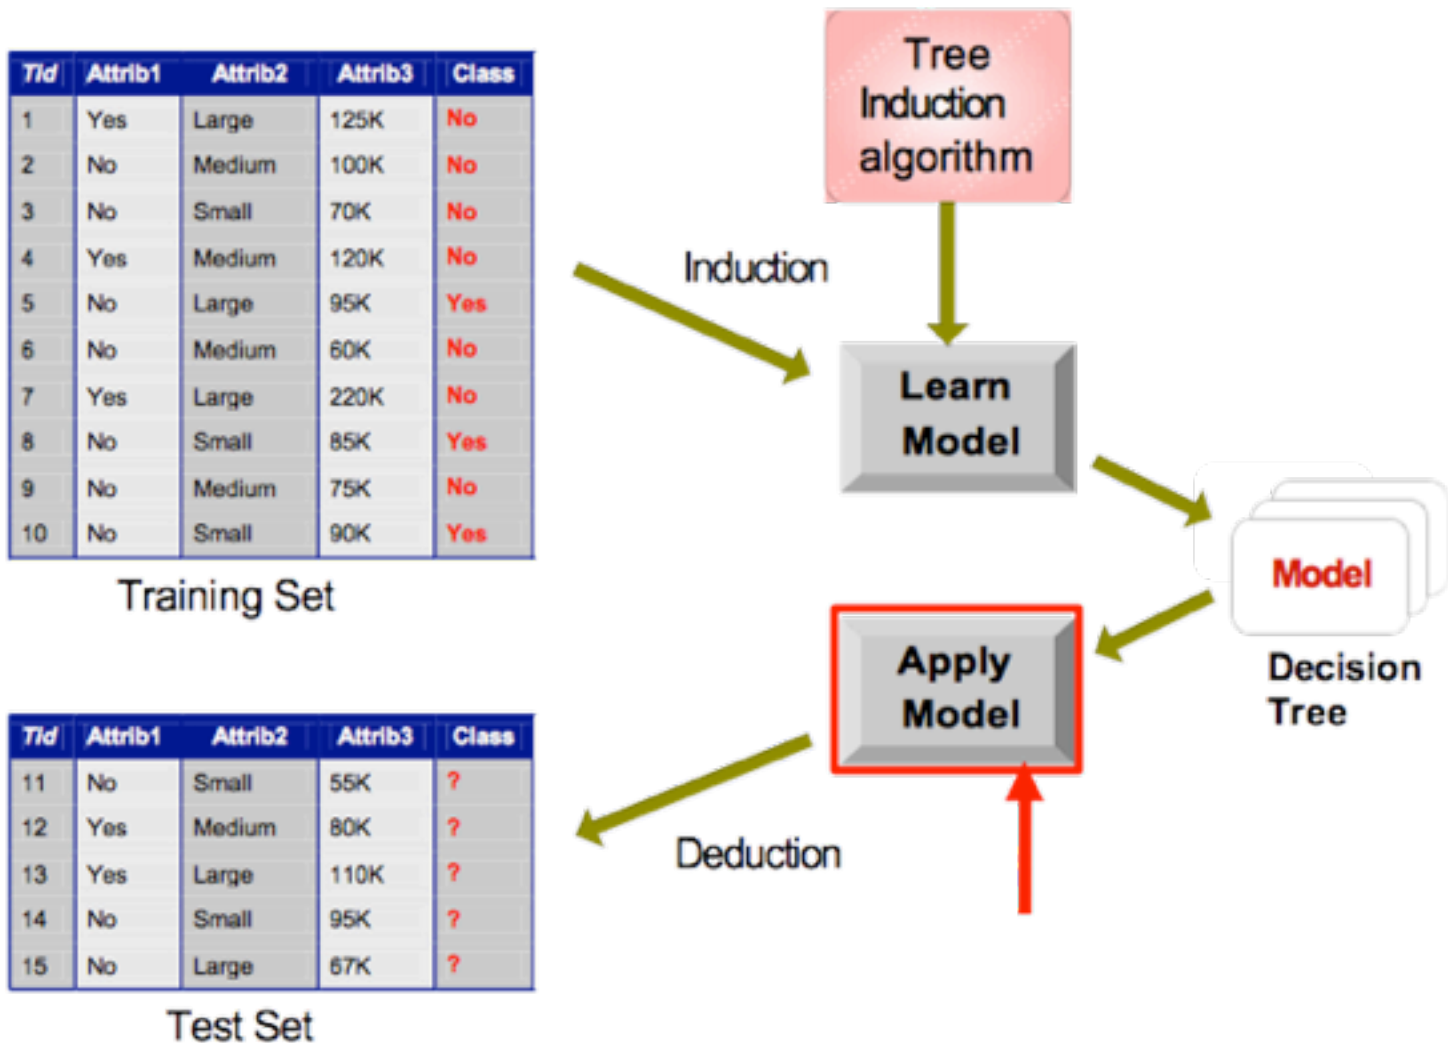 Tid Attrib1 Attrib2 Attrib3 Class
1 Yes Large 125K No
2 No Medium 100K No
3 No Small 70K No
4 Yes Medium 120K No
5 No Large 95K Yes
6 No Medium 60K No
7 Yes Large 220K No
8 No Small 85K Yes
9 No Medium 75K No
10 No Small 90K Yes
Training Set
Tree
Induction
algorithm
Induction
Learn
Model
Model
Decision
Tree
Apply
Model
Deduction
Tid Attrib1 Attrib2 Attrib3 Class
11 No Small 55K ?
12 Yes Medium 80K ?
13 Yes Large 110K ?
14 No Small 95K ?
15 No Large 67K ?
Test Set